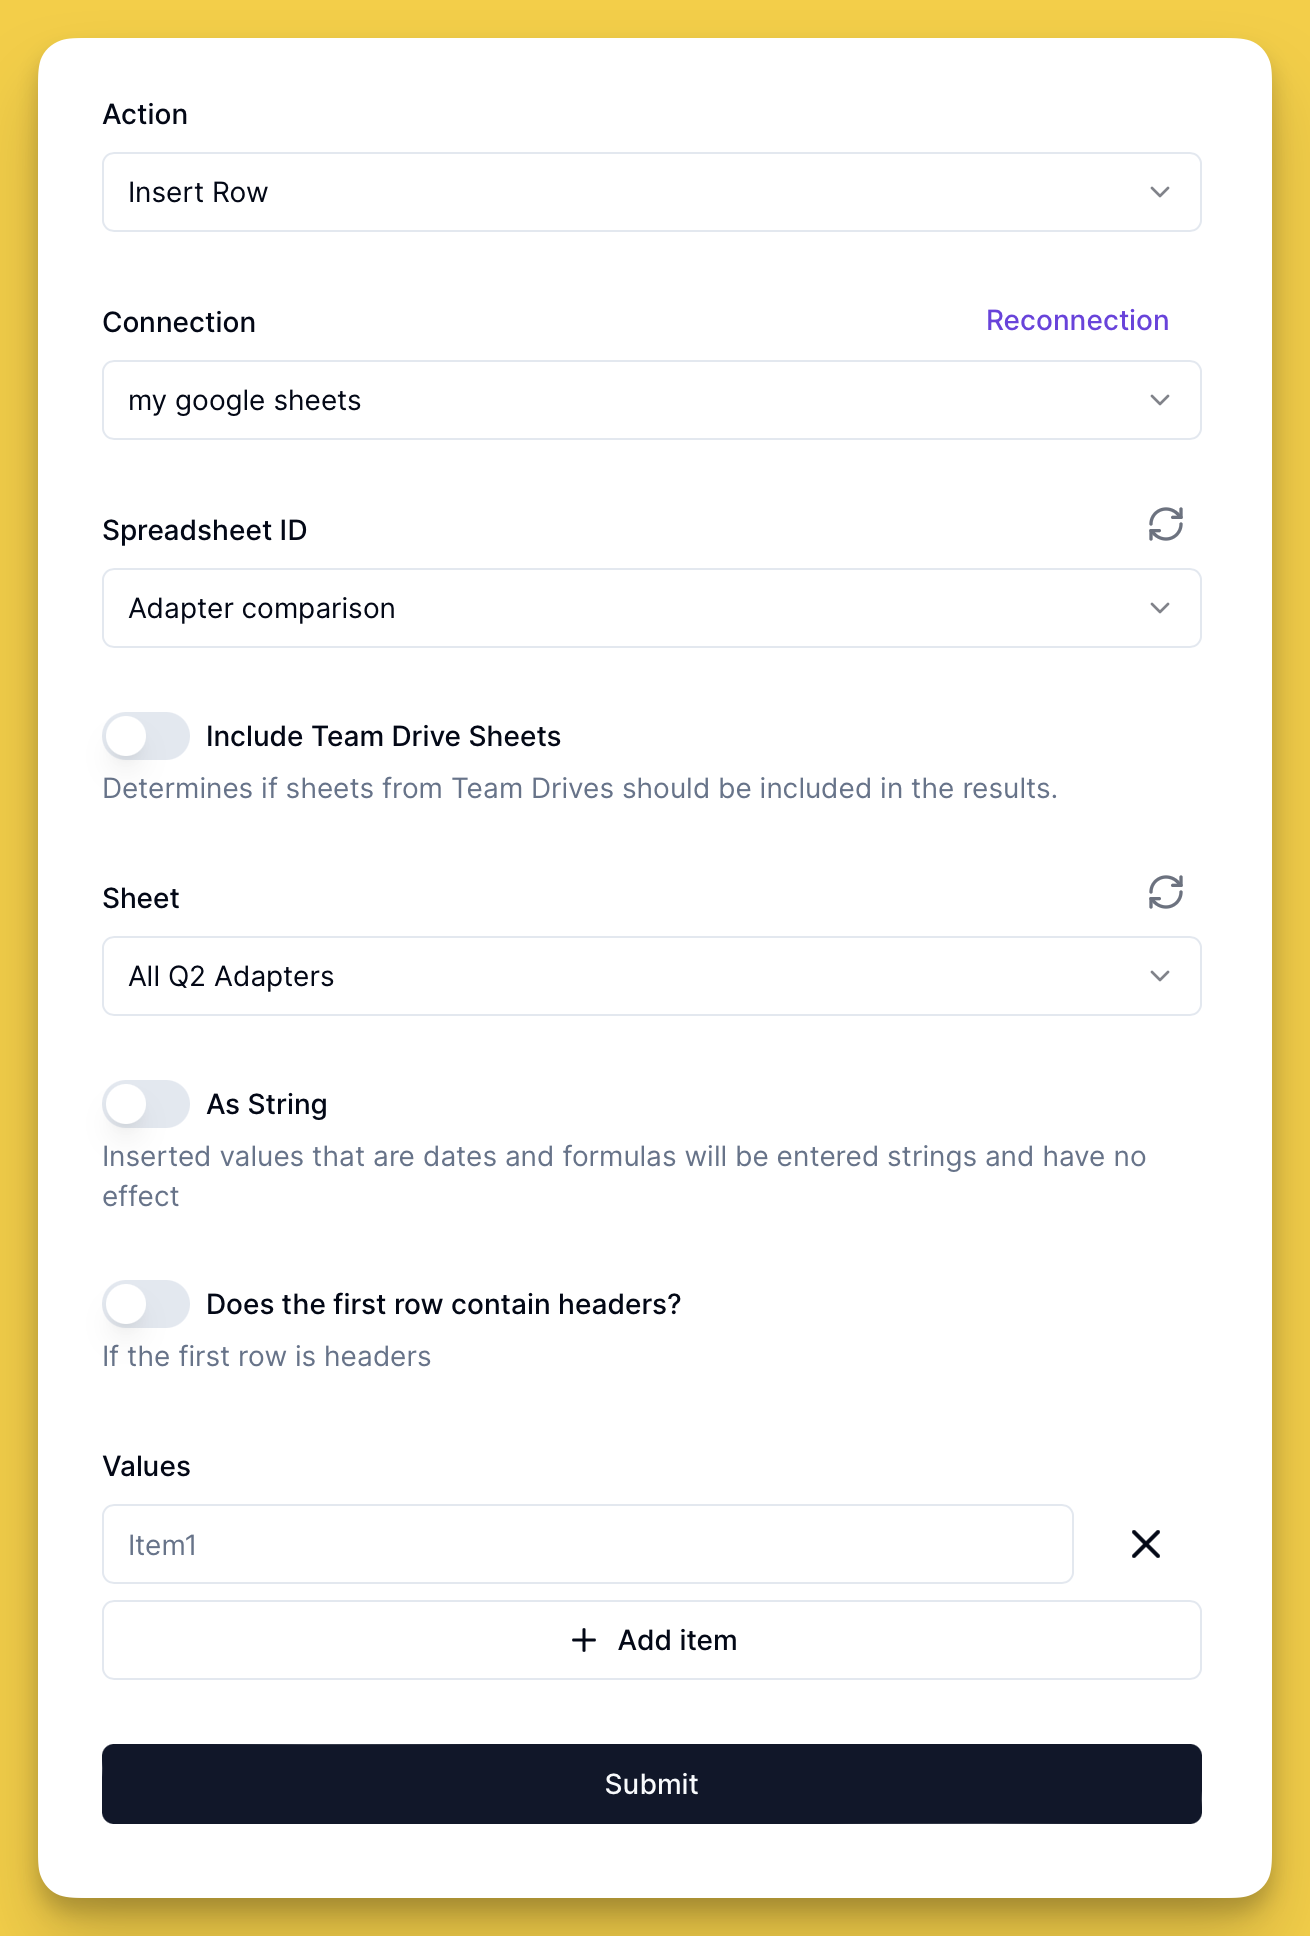 Action
Insert Row
Connection
Reconnection
my google sheets
Spreadsheet ID
Adapter comparison
Include Team Drive Sheets
Determines if sheets from Team Drives should be included in the results.
Sheet
All Q2 Adapters
As String
Inserted values that are dates and formulas will be entered strings and have no
effect
Does the first row contain headers?
If the first row is headers
Values
Item1
Add item
Submit